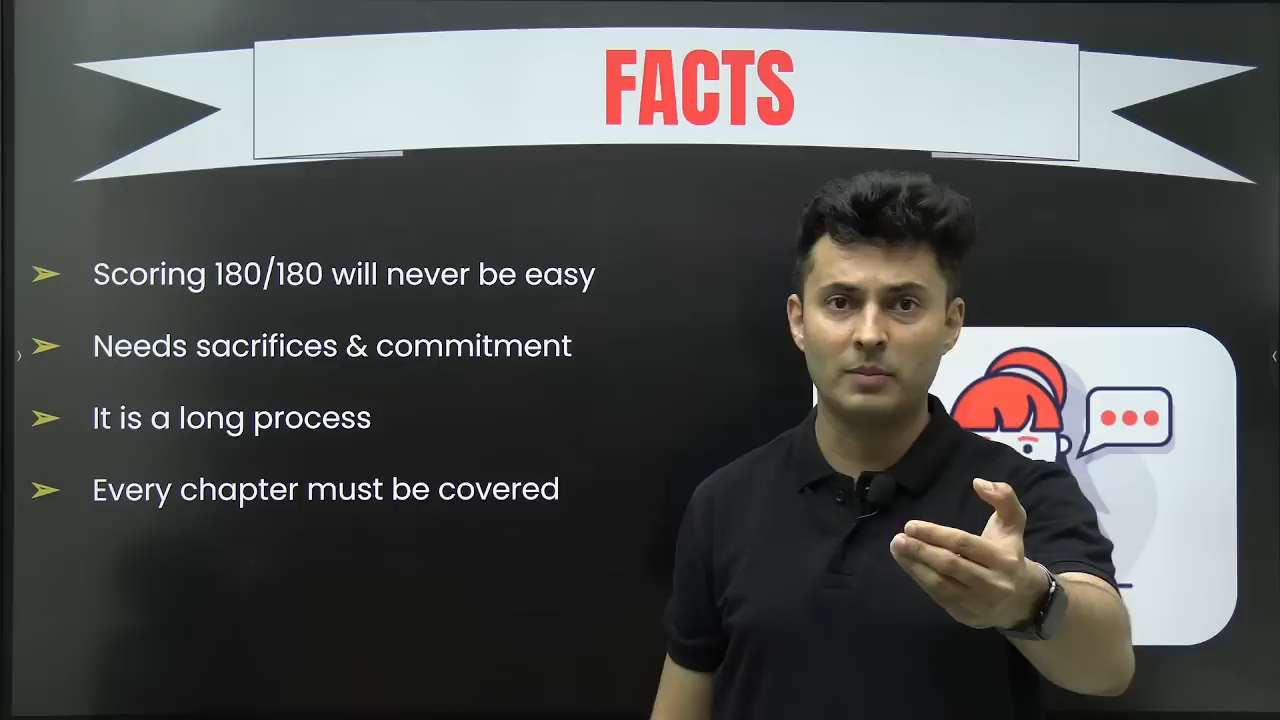 FACTS
Scoring 180/180 will never be easy
Needs sacrifices & commitment
It is a long process
Every chapter must be covered